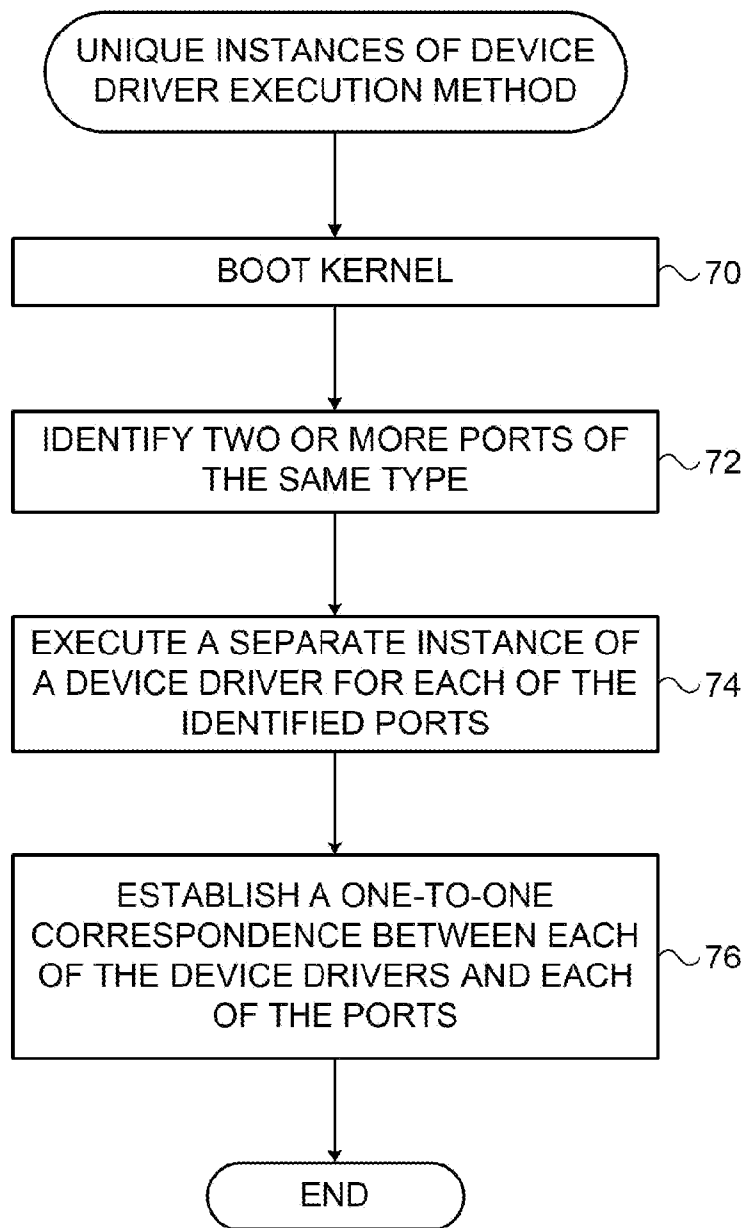 UNIQUE INSTANCES OF DEVICE
DRIVER EXECUTION METHOD
BOOT KERNEL
70
IDENTIFY TWO OR MORE PORTS OF
THE SAME TYPE
72
EXECUTE A SEPARATE INSTANCE OF
A DEVICE DRIVER FOR EACH OF THE
IDENTIFIED PORTS
74
ESTABLISH A ONE-TO-ONE
CORRESPONDENCE BETWEEN EACH
OF THE DEVICE DRIVERS AND EACH
OF THE PORTS
76
END